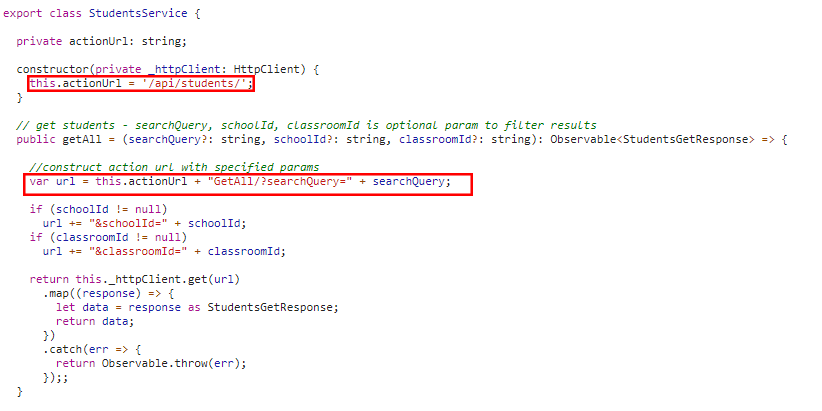 export class StudentsService {
private actionUrl: string;
constructor(private _httpClient: HttpClient) {
this.actionUrl = '/api/students/';
}
// get students - searchQuery, schoolId, classroomId is optional param to filter results
public getAll = (searchQuery?: string, schoolId?: string, classroomId?: string): Observable<StudentsGetResponse> => {
//construct action url with specified params
var url = this.actionUrl + "GetAll/?searchQuery=" + searchQuery;
if (schoolId != null)
url += "&schoolId=" + schoolId;
if (classroomId != null)
url += "&classroomId=" + classroomId;
return this._httpClient.get(url)
.map((response) => {
let data = response as StudentsGetResponse;
return data;
})
.catch(err => {
return Observable.throw(err);
});;
}